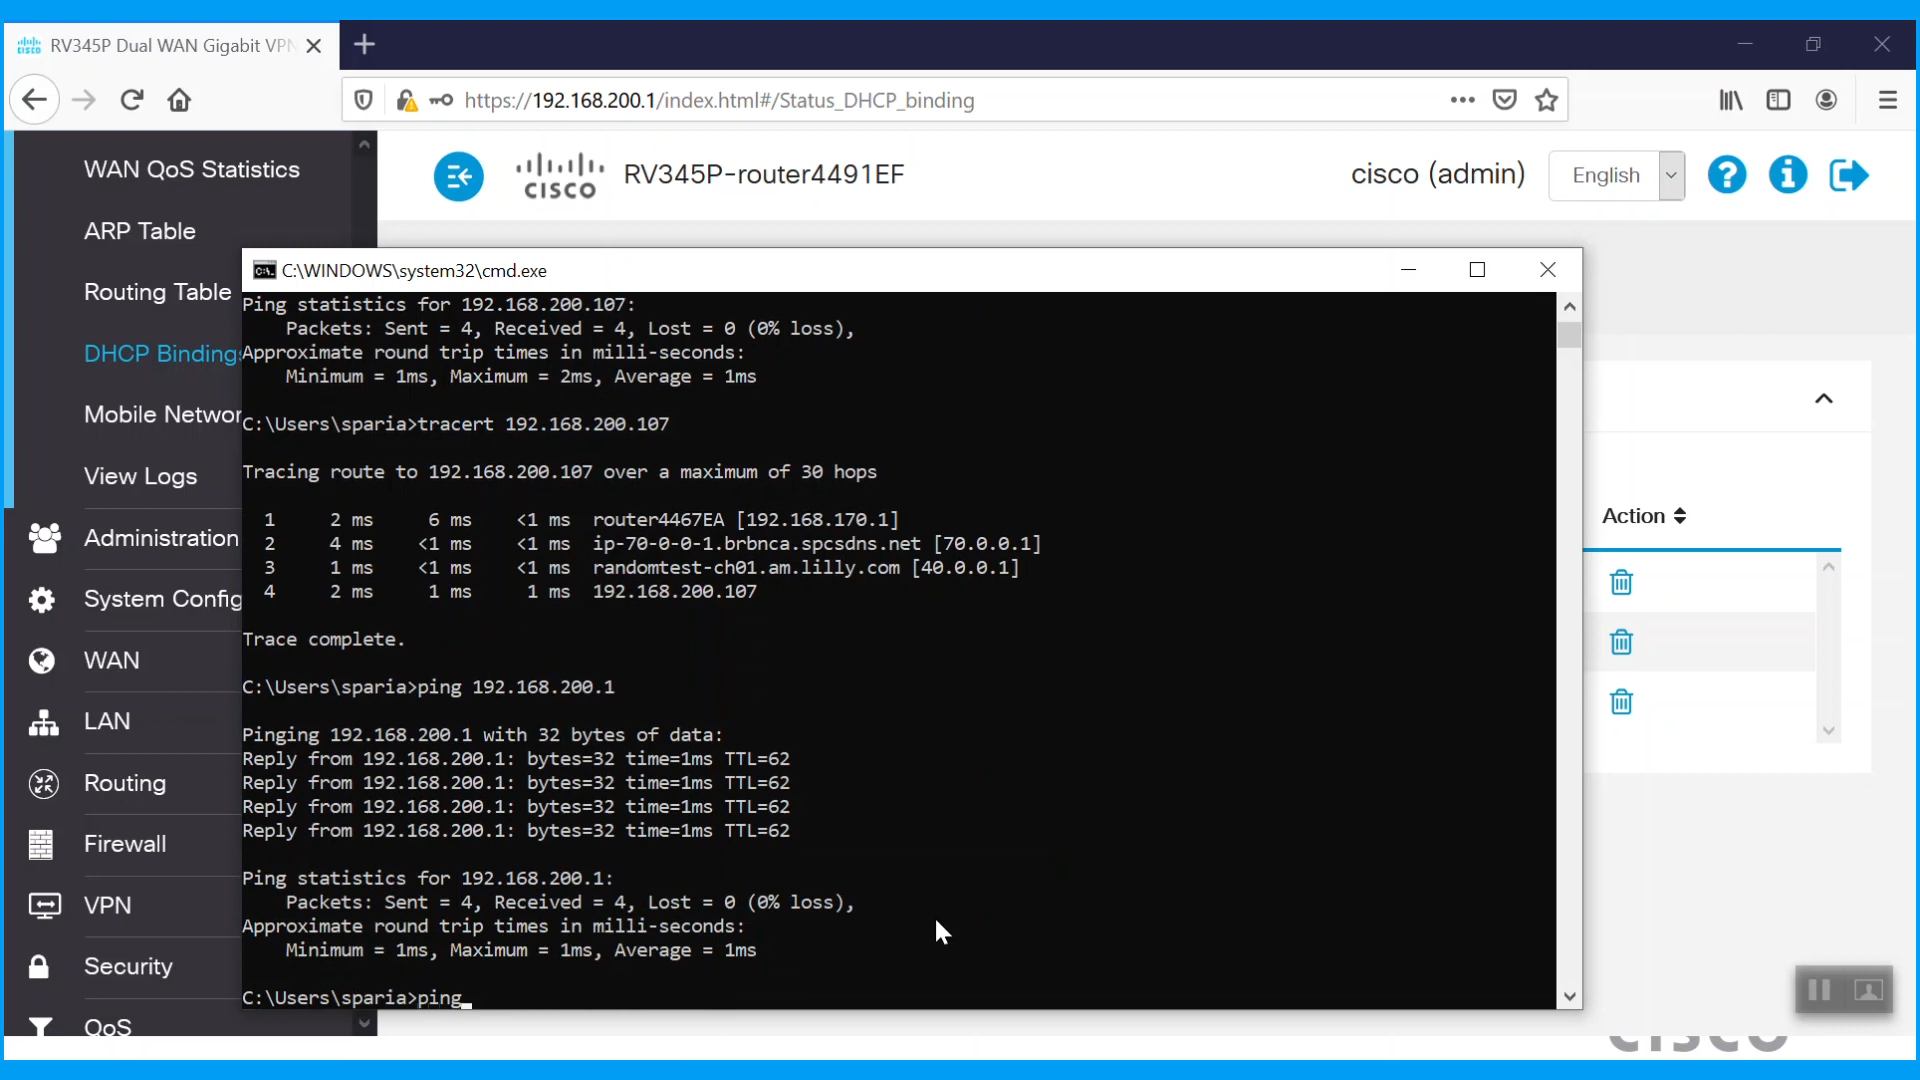 RV345P Dual WAN Gigabit VPN
https://192.168.200.1/index.html#/Status_DHCP_binding
WAN QoS Statistics
ARP Table
Routing Table
DHCP Bindings
Mobile Networ
View Logs
Administration
System Config
WAN
LAN
Routing
Firewall
VPN
Security
QoS
CISCO
RV345P-router4491EF
cisco (admin)
English
Action
C:\WINDOWS\system32\cmd.exe
Ping statistics for 192.168.200.107:
Packets: Sent = 4, Received = 4, Lost = 0 (0% loss),
Approximate round trip times in milli-seconds:
Minimum = 1ms, Maximum = 2ms, Average = 1ms
C:\Users\sparia>tracert 192.168.200.107
Tracing route to 192.168.200.107 over a maximum of 30 hops
1 2 ms 6 ms <1 ms router4467EA [192.168.170.1]
2 4 ms <1 ms <1 ms ip-70-0-0-1.brbnca.spcsdns.net [70.0.0.1]
3 1 ms <1 ms <1 ms randomtest-ch01.am.lilly.com [40.0.0.1]
4 2 ms 1 ms 1 ms 192.168.200.107
Trace complete.
C:\Users\sparia>ping 192.168.200.1
Pinging 192.168.200.1 with 32 bytes of data:
Reply from 192.168.200.1: bytes=32 time=1ms TTL=62
Reply from 192.168.200.1: bytes=32 time=1ms TTL=62
Reply from 192.168.200.1: bytes=32 time=1ms TTL=62
Reply from 192.168.200.1: bytes=32 time=1ms TTL=62
Ping statistics for 192.168.200.1:
Packets: Sent = 4, Received = 4, Lost = 0 (0% loss),
Approximate round trip times in milli-seconds:
Minimum = 1ms, Maximum = 1ms, Average = 1ms
C:\Users\sparia>ping_
CISCO